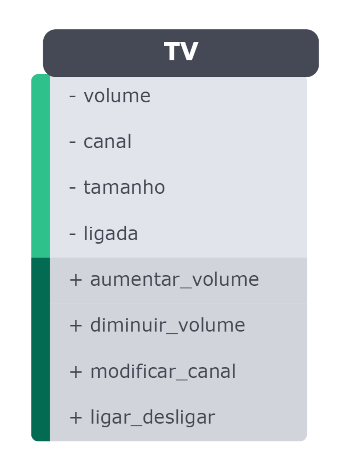 TV
- volume
- canal
- tamanho
- ligada
+ aumentar_volume
+ diminuir_volume
+ modificar_canal
+ ligar_desligar